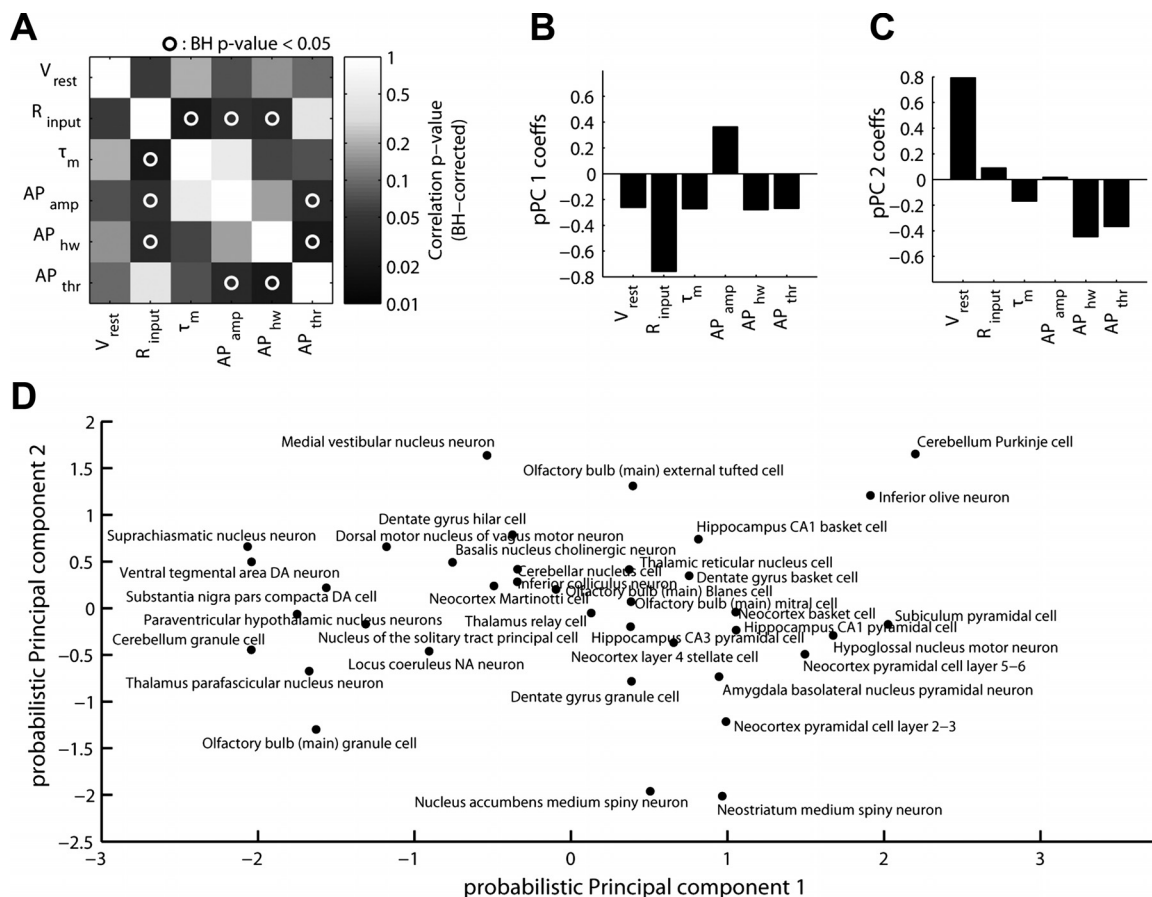 A
: BH p-value < 0.05
V rest
R input
τ m
AP amp
AP hw
AP thr
V rest
R input
τ m
AP amp
AP hw
AP thr
1
0.5
0.2
0.1
0.05
0.02
0.01
Correlation p−value
(BH−corrected)
B
pPC 1 coeffs
0.6
0.4
0.2
0
−0.2
−0.4
−0.6
−0.8
V rest
R input
τ m
AP amp
AP hw
AP thr
C
pPC 2 coeffs
0.8
0.6
0.4
0.2
0
−0.2
−0.4
−0.6
V rest
R input
τ m
AP amp
AP hw
AP thr
D
probabilistic Principal component 2
2
1.5
1
0.5
0
−0.5
−1
−1.5
−2
−2.5
Medial vestibular nucleus neuron
Cerebellum Purkinje cell
Olfactory bulb (main) external tufted cell
Inferior olive neuron
Dentate gyrus hilar cell
Hippocampus CA1 basket cell
Suprachiasmatic nucleus neuron
Dorsal motor nucleus of vagus motor neuron
Basalis nucleus cholinergic neuron
Thalamic reticular nucleus cell
Ventral tegmental area DA neuron
Cerebellar nucleus cell
Dentate gyrus basket cell
Inferior colliculus neuron
Olfactory bulb (main) Blanes cell
Substantia nigra pars compacta DA cell
Neocortex Martinotti cell
Olfactory bulb (main) mitral cell
Neocortex basket cell
Subiculum pyramidal cell
Paraventricular hypothalamic nucleus neurons
Thalamus relay cell
Hippocampus CA1 pyramidal cell
Cerebellum granule cell
Nucleus of the solitary tract principal cell
Hippocampus CA3 pyramidal cell
Hypoglossal nucleus motor neuron
Locus coeruleus NA neuron
Neocortex layer 4 stellate cell
Neocortex pyramidal cell layer 5−6
Thalamus parafascicular nucleus neuron
Dentate gyrus granule cell
Amygdala basolateral nucleus pyramidal neuron
Neocortex pyramidal cell layer 2−3
Olfactory bulb (main) granule cell
Nucleus accumbens medium spiny neuron
Neostriatum medium spiny neuron
−3
−2
−1
0
1
2
3
probabilistic Principal component 1